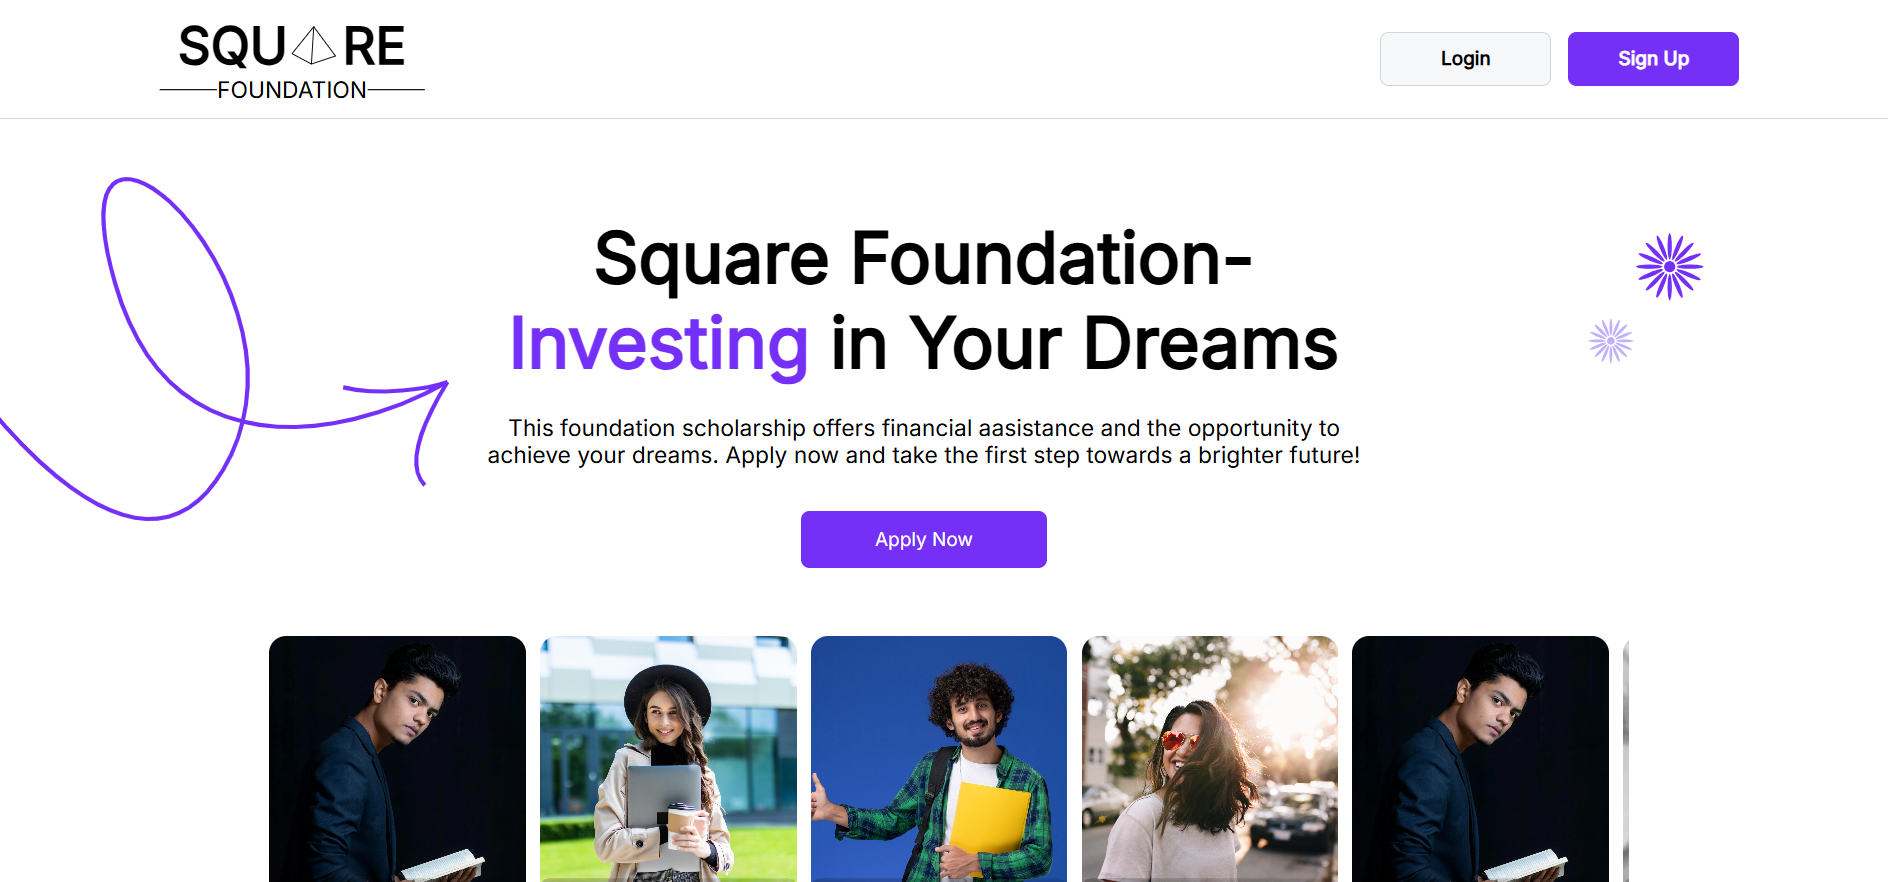 SQU RE
FOUNDATION
Login
Sign Up
Square Foundation-
Investing in Your Dreams
This foundation scholarship offers financial aasistance and the opportunity to
achieve your dreams. Apply now and take the first step towards a brighter future!
Apply Now